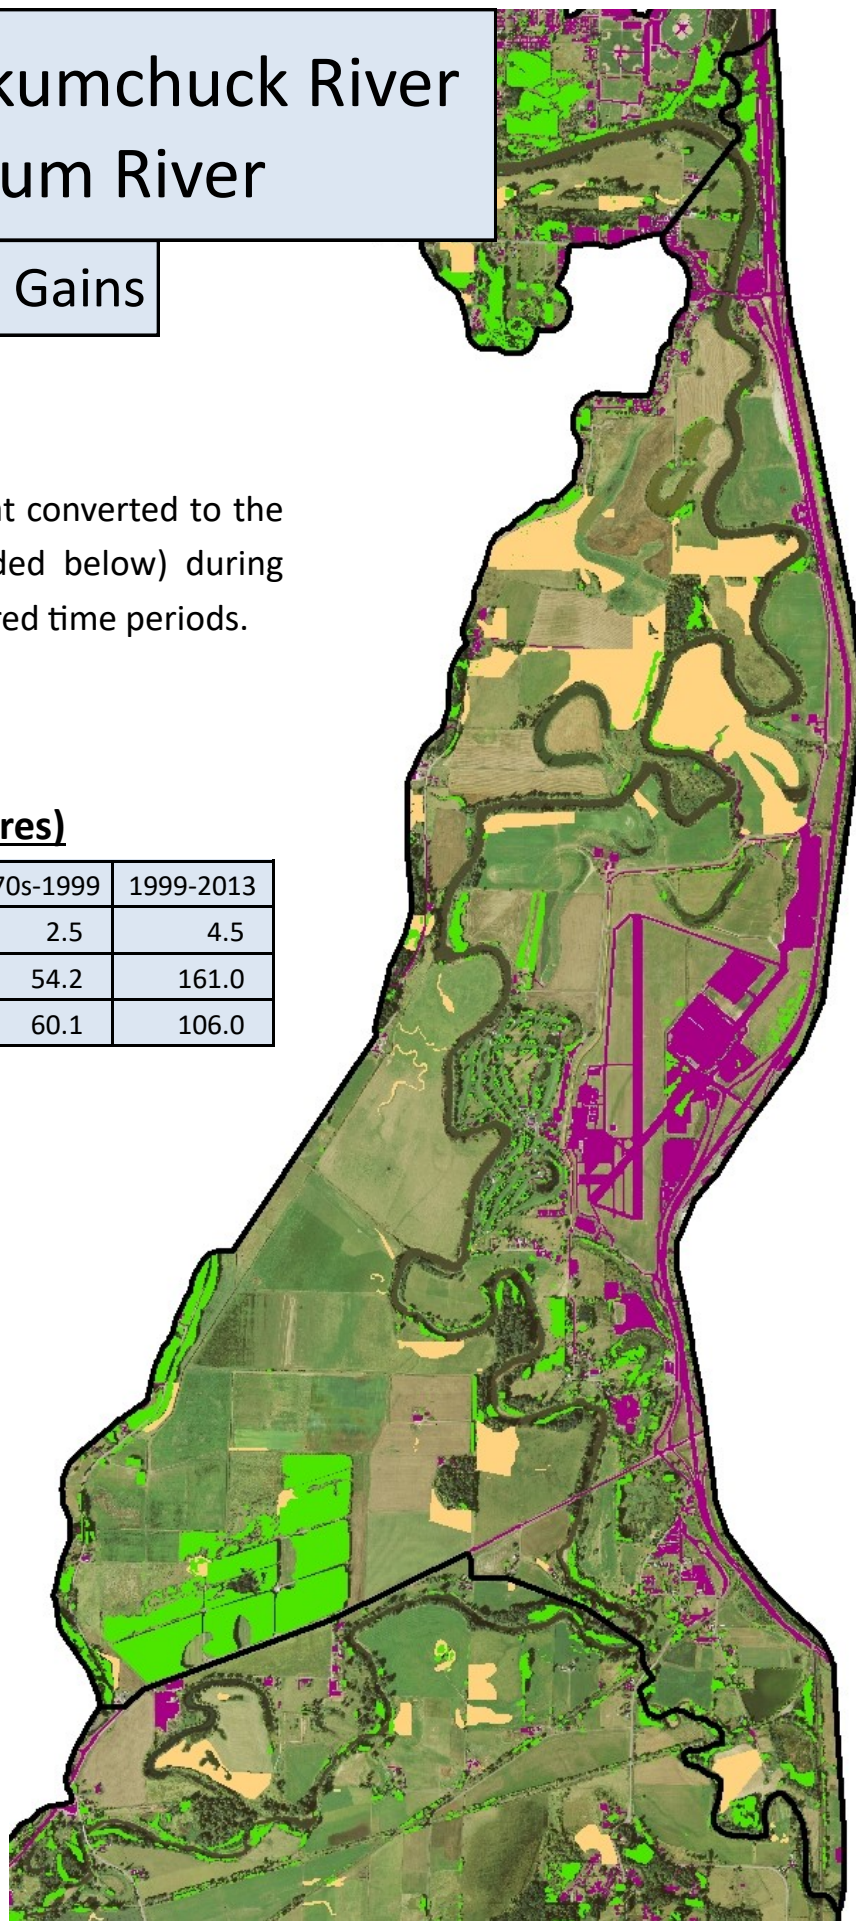 kumchuck River
um River
Gains
t converted to the
ded below) during
red time periods.
res)
70s-1999 1999-2013
2.5 4.5
54.2 161.0
60.1 106.0